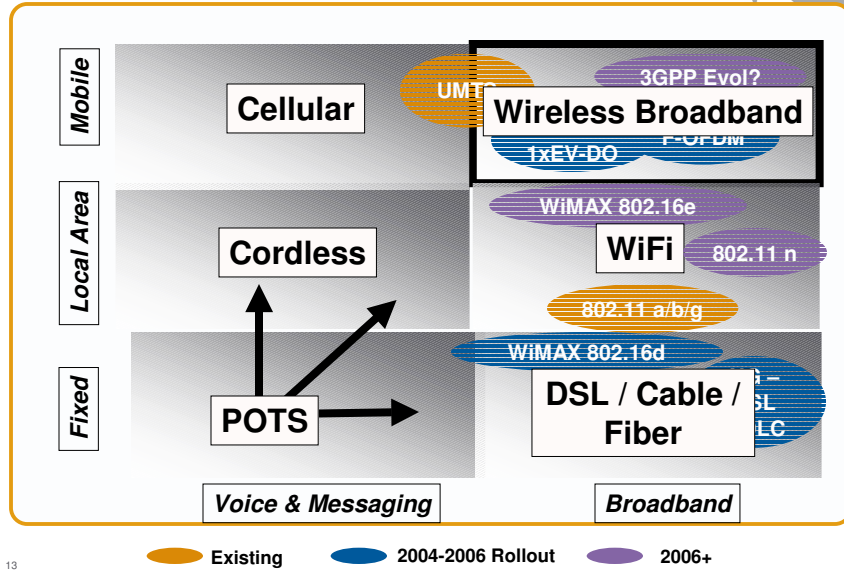 Mobile
Cellular
UMTS
3GPP Evol?
Wireless Broadband
1xEV-DO
F-OFDM
Local Area
Cordless
WiMAX 802.16e
WiFi
802.11 n
802.11 a/b/g
Fixed
POTS
WiMAX 802.16d
DSL / Cable /
Fiber
Voice & Messaging
Broadband
13
Existing
2004-2006 Rollout
2006+